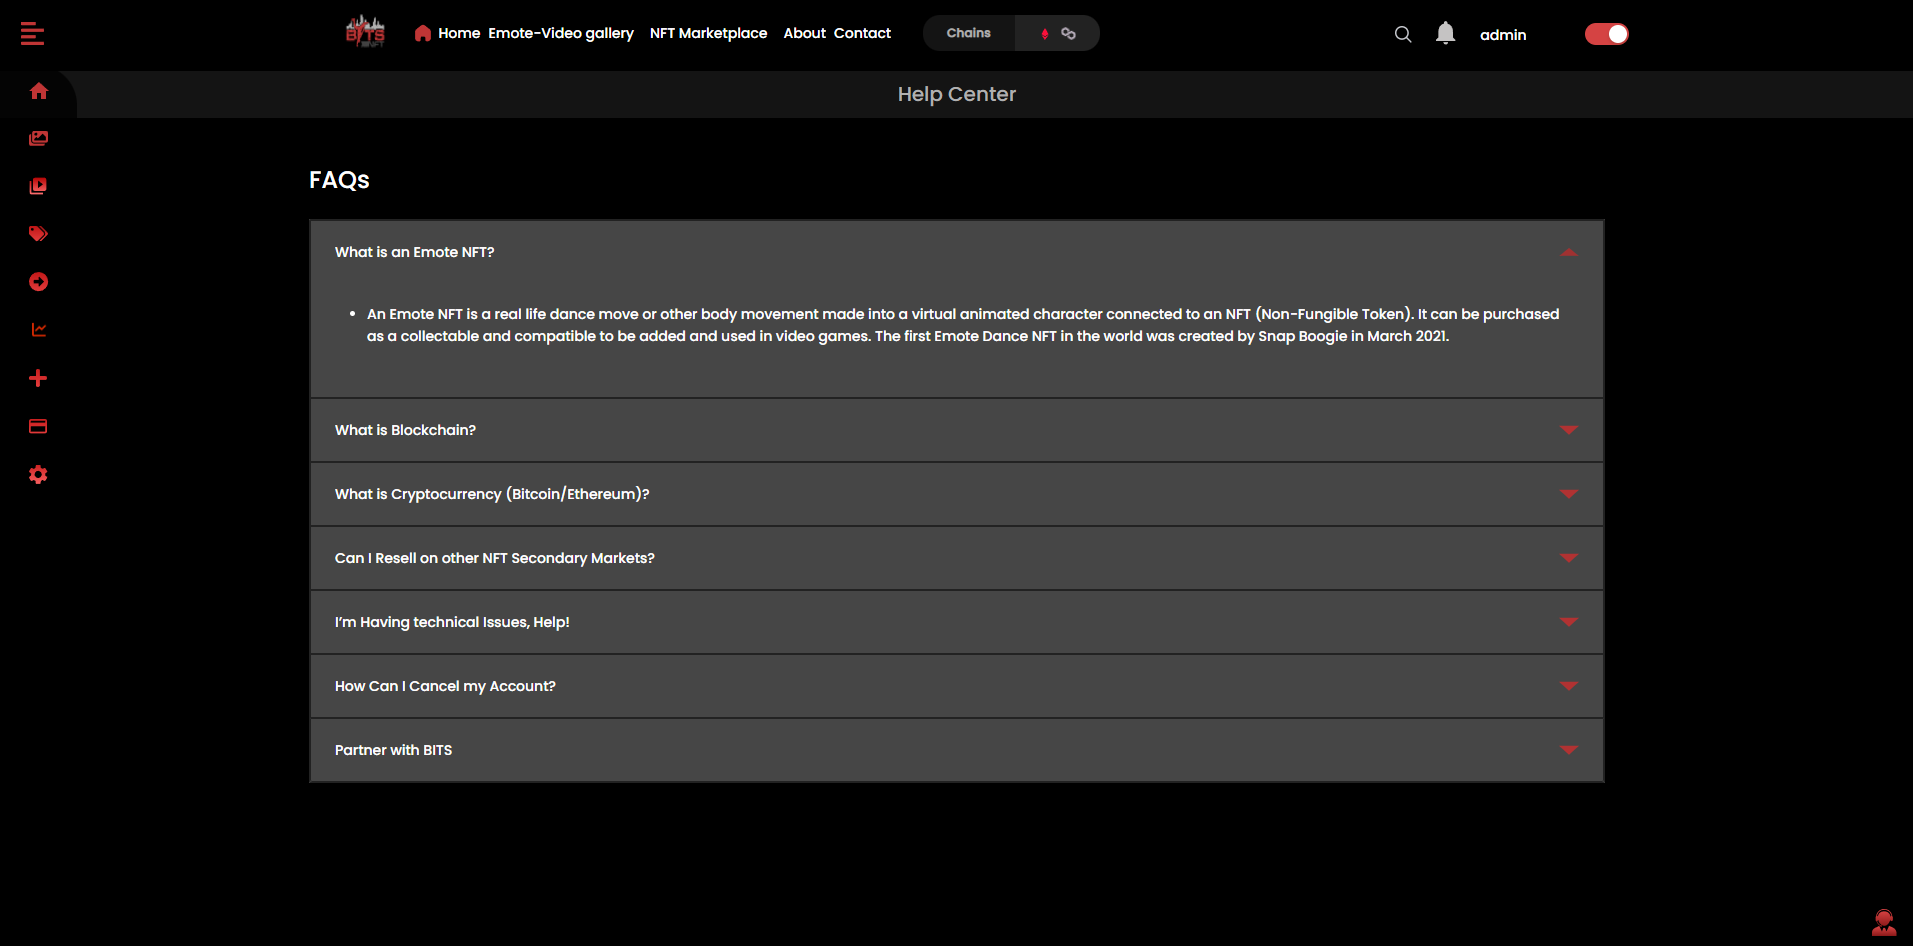 BITS
NFT
Home Emote-Video gallery NFT Marketplace About Contact Chains admin
Help Center
FAQs
What is an Emote NFT?
• An Emote NFT is a real life dance move or other body movement made into a virtual animated character connected to an NFT (Non-Fungible Token). It can be purchased
as a collectable and compatible to be added and used in video games. The first Emote Dance NFT in the world was created by Snap Boogie in March 2021.
What is Blockchain?
What is Cryptocurrency (Bitcoin/Ethereum)?
Can I Resell on other NFT Secondary Markets?
I’m Having technical Issues, Help!
How Can I Cancel my Account?
Partner with BITS